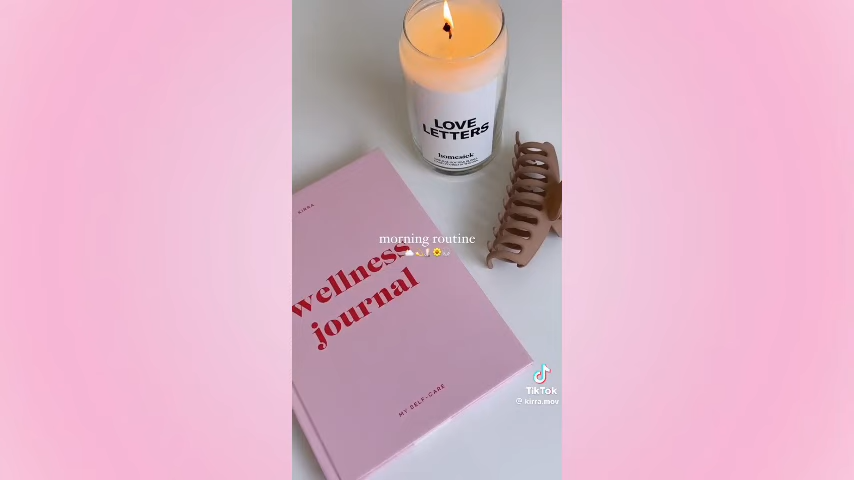 LOVE
LETTERS
homesick
KIRRA
morning routine
wellness
journal
MY SELF-CARE
TikTok
kirra.mov